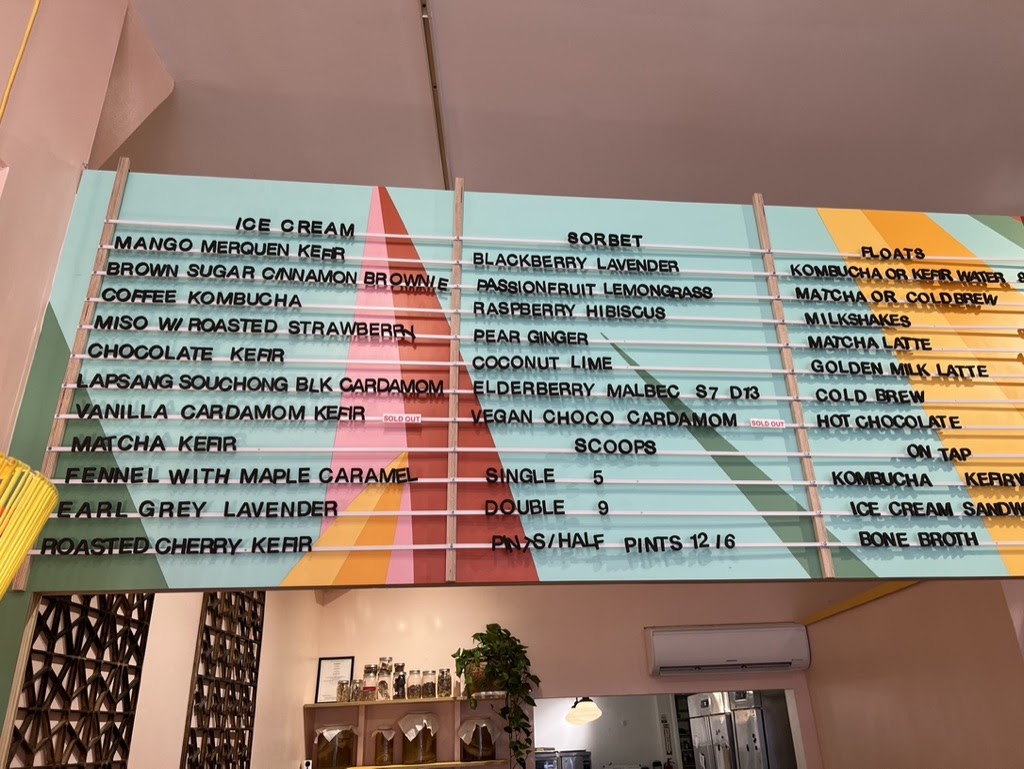 ICE CREAM
MANGO MERQUEN KEFIR
BROWN SUGAR CINNAMON BROWNIE
COFFEE KOMBUCHA
MISO W/ ROASTED STRAWBERRY
CHOCOLATE KEFIR
LAPSANG SOUCHONG BLK CARDAMOM
VANILLA CARDAMOM KEFIR SOLD OUT
MATCHA KEFIR
FENNEL WITH MAPLE CARAMEL
EARL GREY LAVENDER
ROASTED CHERRY KEFIR
SORBET
BLACKBERRY LAVENDER
PASSIONFRUIT LEMONGRASS
RASPBERRY HIBISCUS
PEAR GINGER
COCONUT LIME
ELDERBERRY MALBEC S7 D13
VEGAN CHOCO CARDAMOM SOLD OUT
SCOOPS
SINGLE 5
DOUBLE 9
PINTS/HALF PINTS 12/6
FLOATS
KOMBUCHA OR KEFIR WATER
MATCHA OR COLD BREW
MILKSHAKES
MATCHA LATTE
GOLDEN MILK LATTE
COLD BREW
HOT CHOCOLATE
ON TAP
KOMBUCHA KEFIRW
ICE CREAM SANDW
BONE BROTH